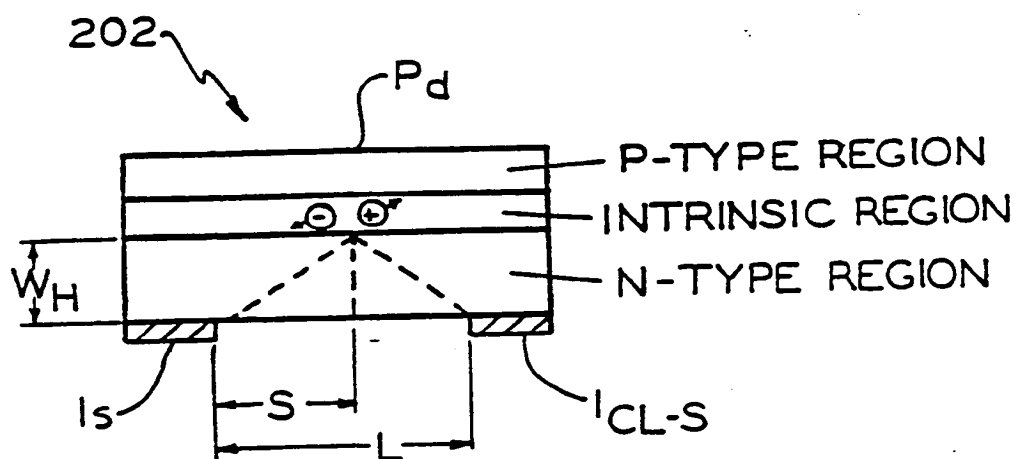 202
Pd
P-TYPE REGION
− +
INTRINSIC REGION
WH
N-TYPE REGION
IS
S
ICL-S
L